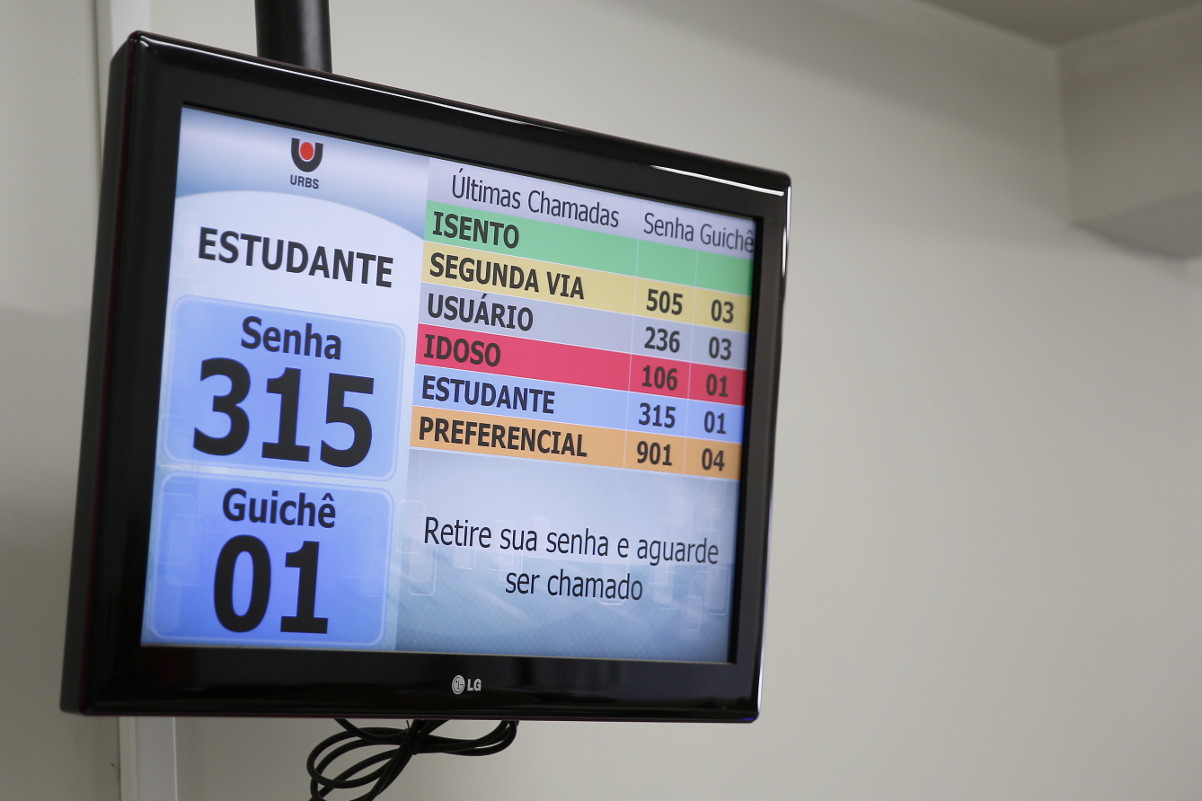 URBS
ESTUDANTE
Senha
315
Guichê
01
Últimas Chamadas Senha Guichê
ISENTO
SEGUNDA VIA 505 03
USUÁRIO 236 03
IDOSO 106 01
ESTUDANTE 315 01
PREFERENCIAL 901 04
Retire sua senha e aguarde
ser chamado
LG